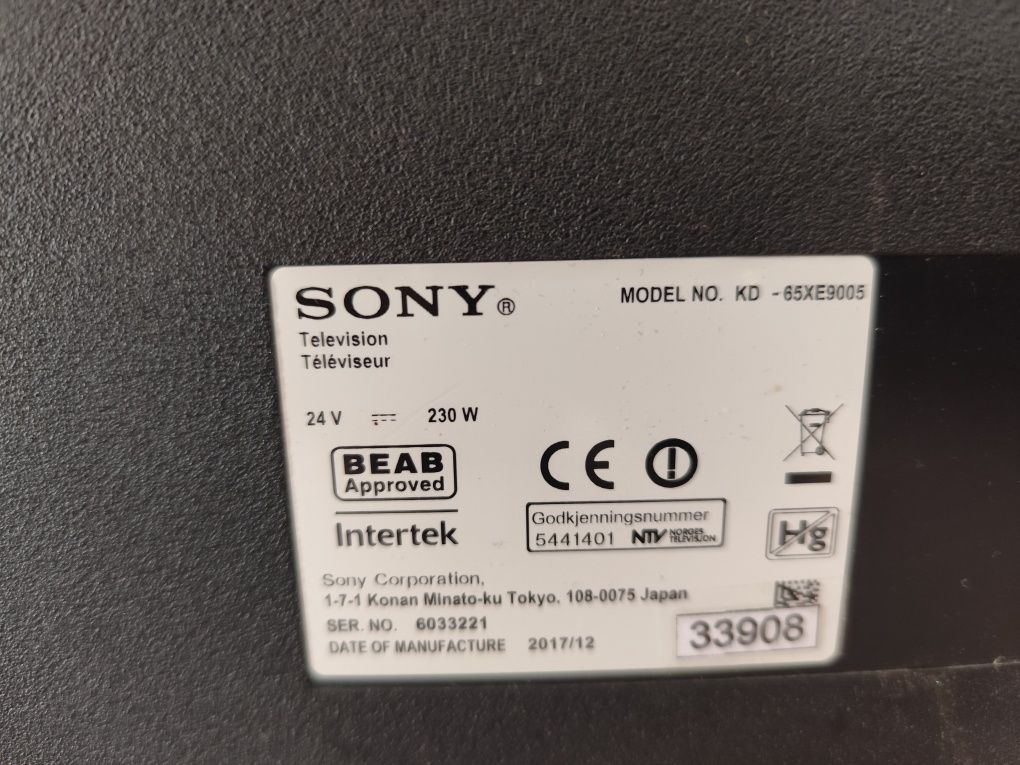 SONY®
MODEL NO. KD -65XE9005
Television
Téléviseur
24 V 230 W
BEAB
Approved
Intertek
CE
Godkjenningsnummer
5441401 NTV NORGES TELEVISJON
Hg
Sony Corporation,
1-7-1 Konan Minato-ku Tokyo, 108-0075 Japan
SER. NO. 6033221
DATE OF MANUFACTURE 2017/12
33908